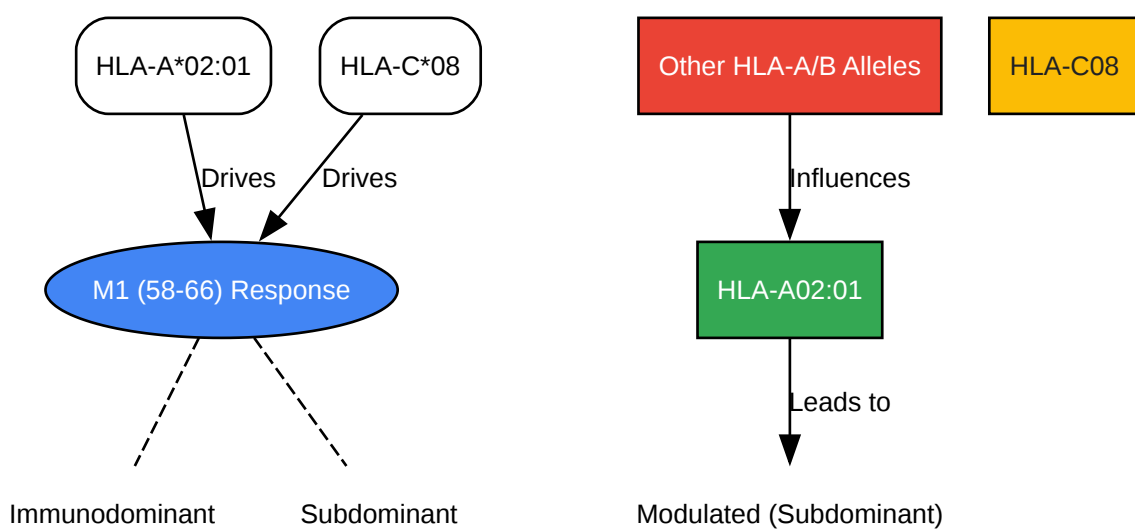 HLA-A*02:01
HLA-C*08
Other HLA-A/B Alleles
HLA-C08
Drives
Drives
Influences
M1 (58-66) Response
HLA-A02:01
Leads to
Immunodominant
Subdominant
Modulated (Subdominant)